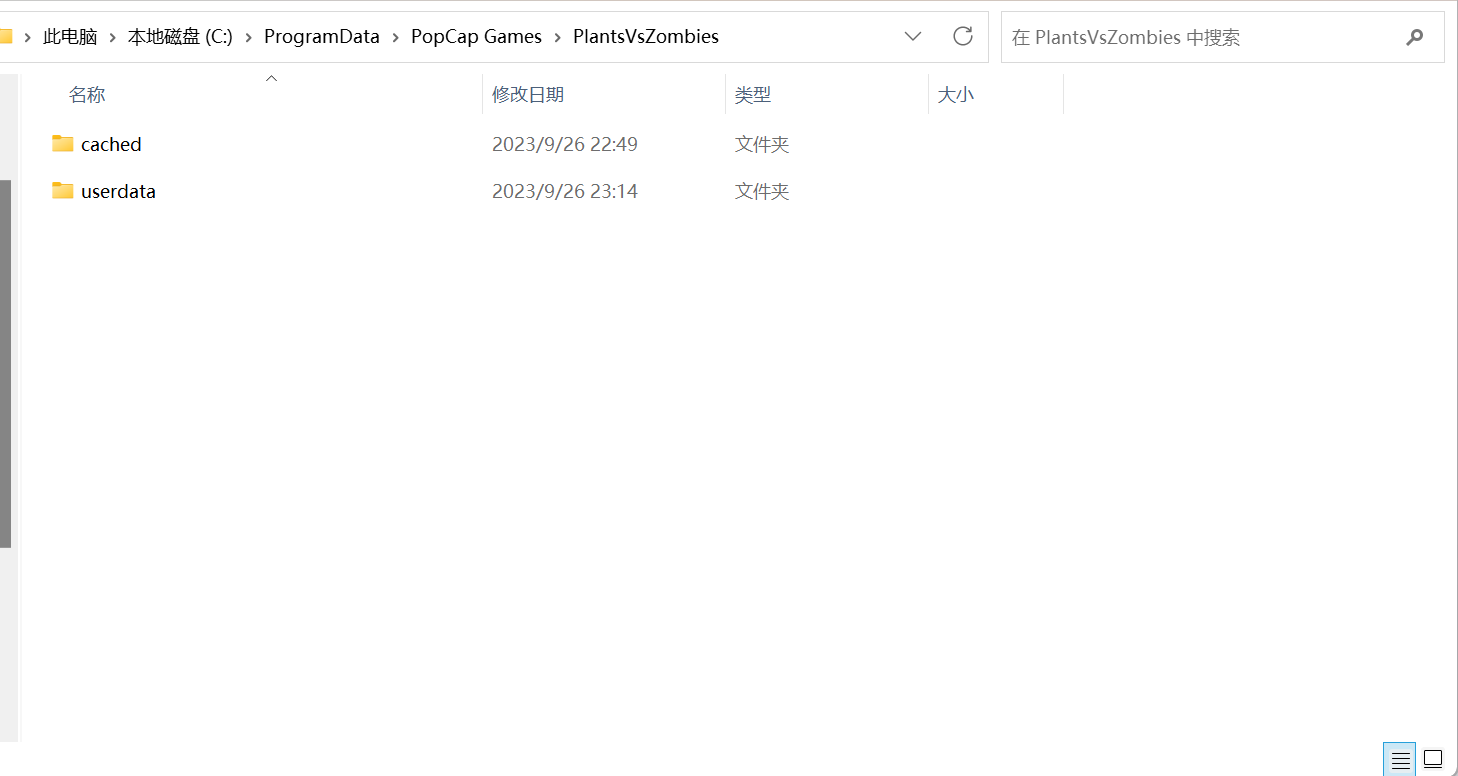 此电脑 › 本地磁盘 (C:) › ProgramData › PopCap Games › PlantsVsZombies
在 PlantsVsZombies 中搜索
名称 修改日期 类型 大小
cached 2023/9/26 22:49 文件夹
userdata 2023/9/26 23:14 文件夹